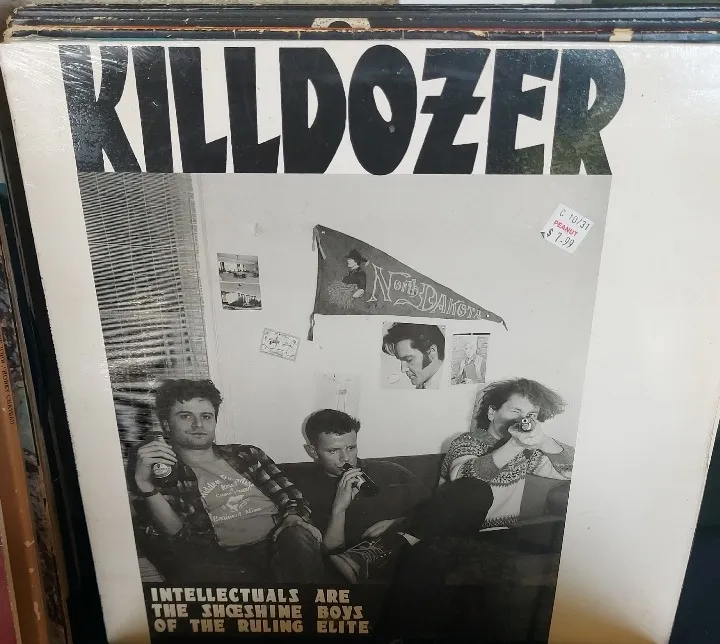 KILLDOZER
C 10/31
PEANUT
$ 7.99
North DAKOTA
INTELLECTUALS ARE
THE SHOESHINE BOYS
OF THE RULING ELITE